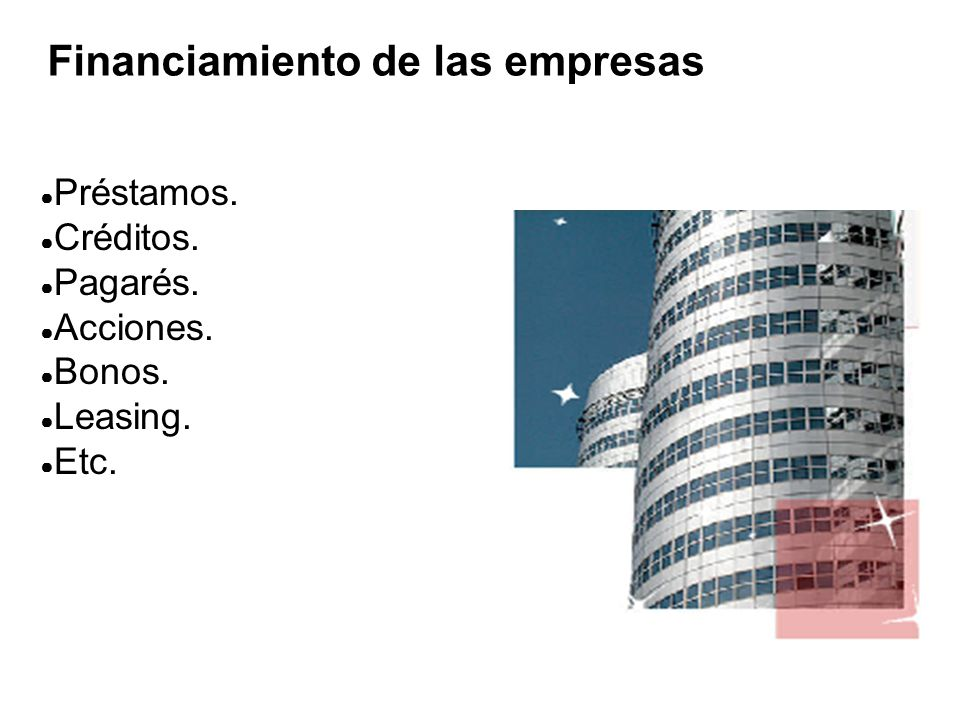 Financiamiento de las empresas
● Préstamos.
● Créditos.
● Pagarés.
● Acciones.
● Bonos.
● Leasing.
● Etc.